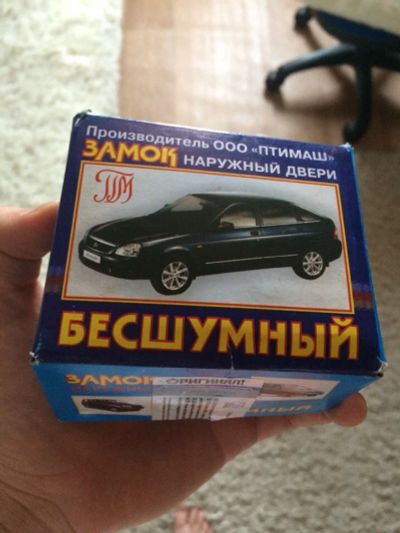 Производитель ООО «ПТИМАШ»
ЗАМОК НАРУЖНЫЙ ДВЕРИ
ПМ
БЕСШУМНЫЙ
ЗАМОК ОРИГИНАЛ!